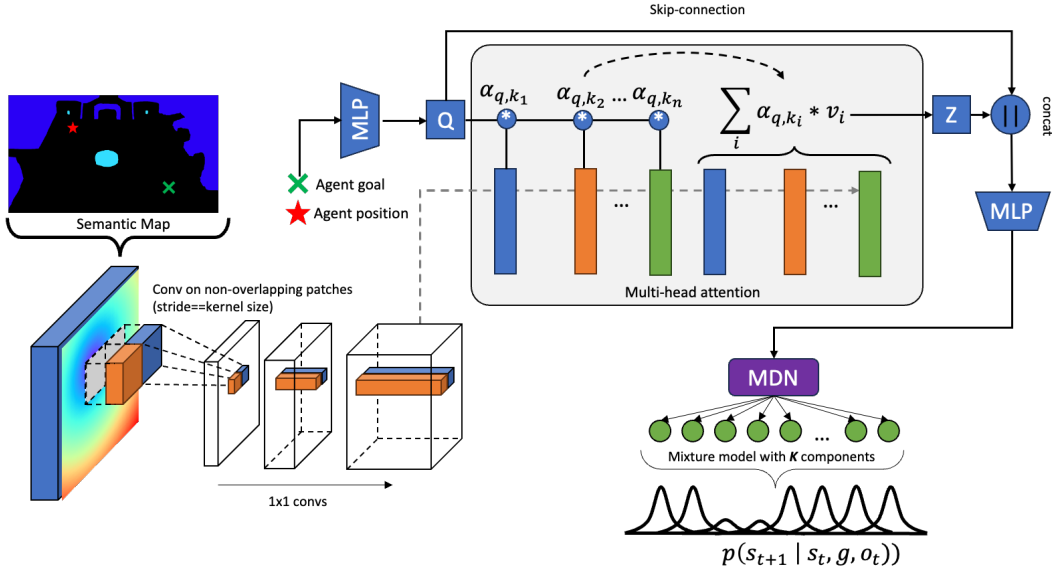 Skip-connection
MLP
Q
α_{q,k_1}
α_{q,k_2} ... α_{q,k_n}
* * *
∑_i α_{q,k_i} * v_i
Z
||
concat
MLP
Agent goal
Agent position
... ...
Multi-head attention
Semantic Map
Conv on non-overlapping patches
(stride==kernel size)
1x1 convs
MDN
...
Mixture model with K components
p(s_{t+1} | s_t, g, o_t))